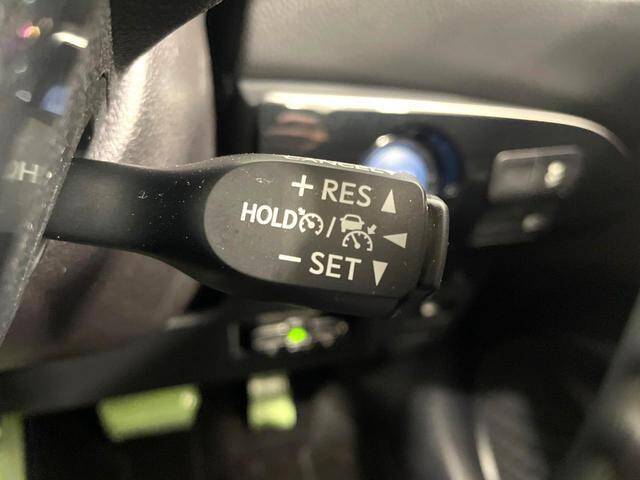 + RES ▲
HOLD / ◀
− SET ▼